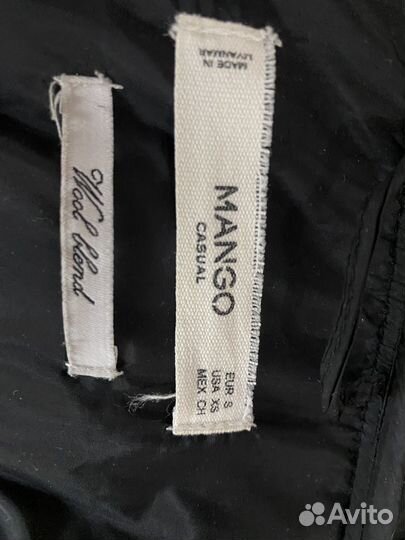 Wool blend
MADE IN
MYANMAR
MANGO
CASUAL
EUR S
USA XS
MEX CH
Avito